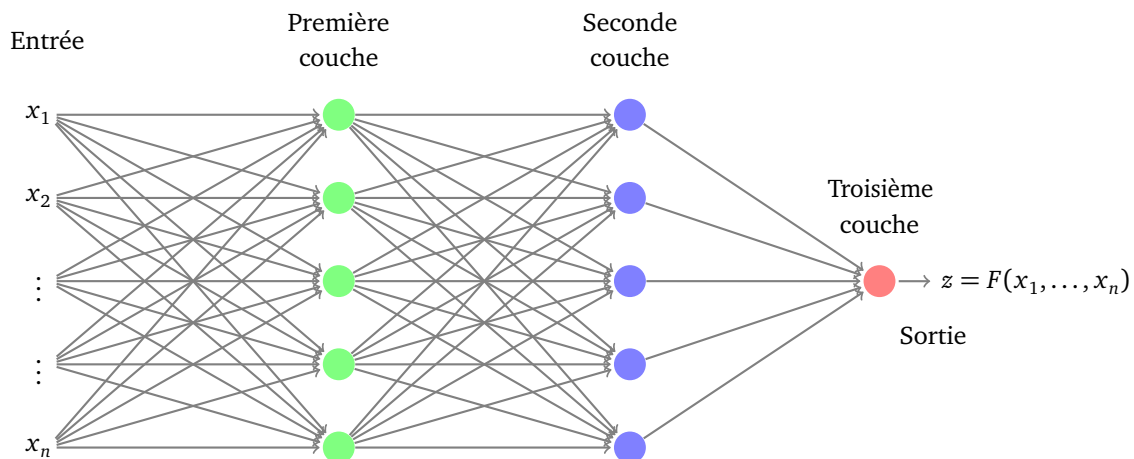 Entrée
Première
couche
Seconde
couche
Troisième
couche
x₁
x₂
⋮
⋮
xₙ
z = F(x₁, . . . , xₙ)
Sortie